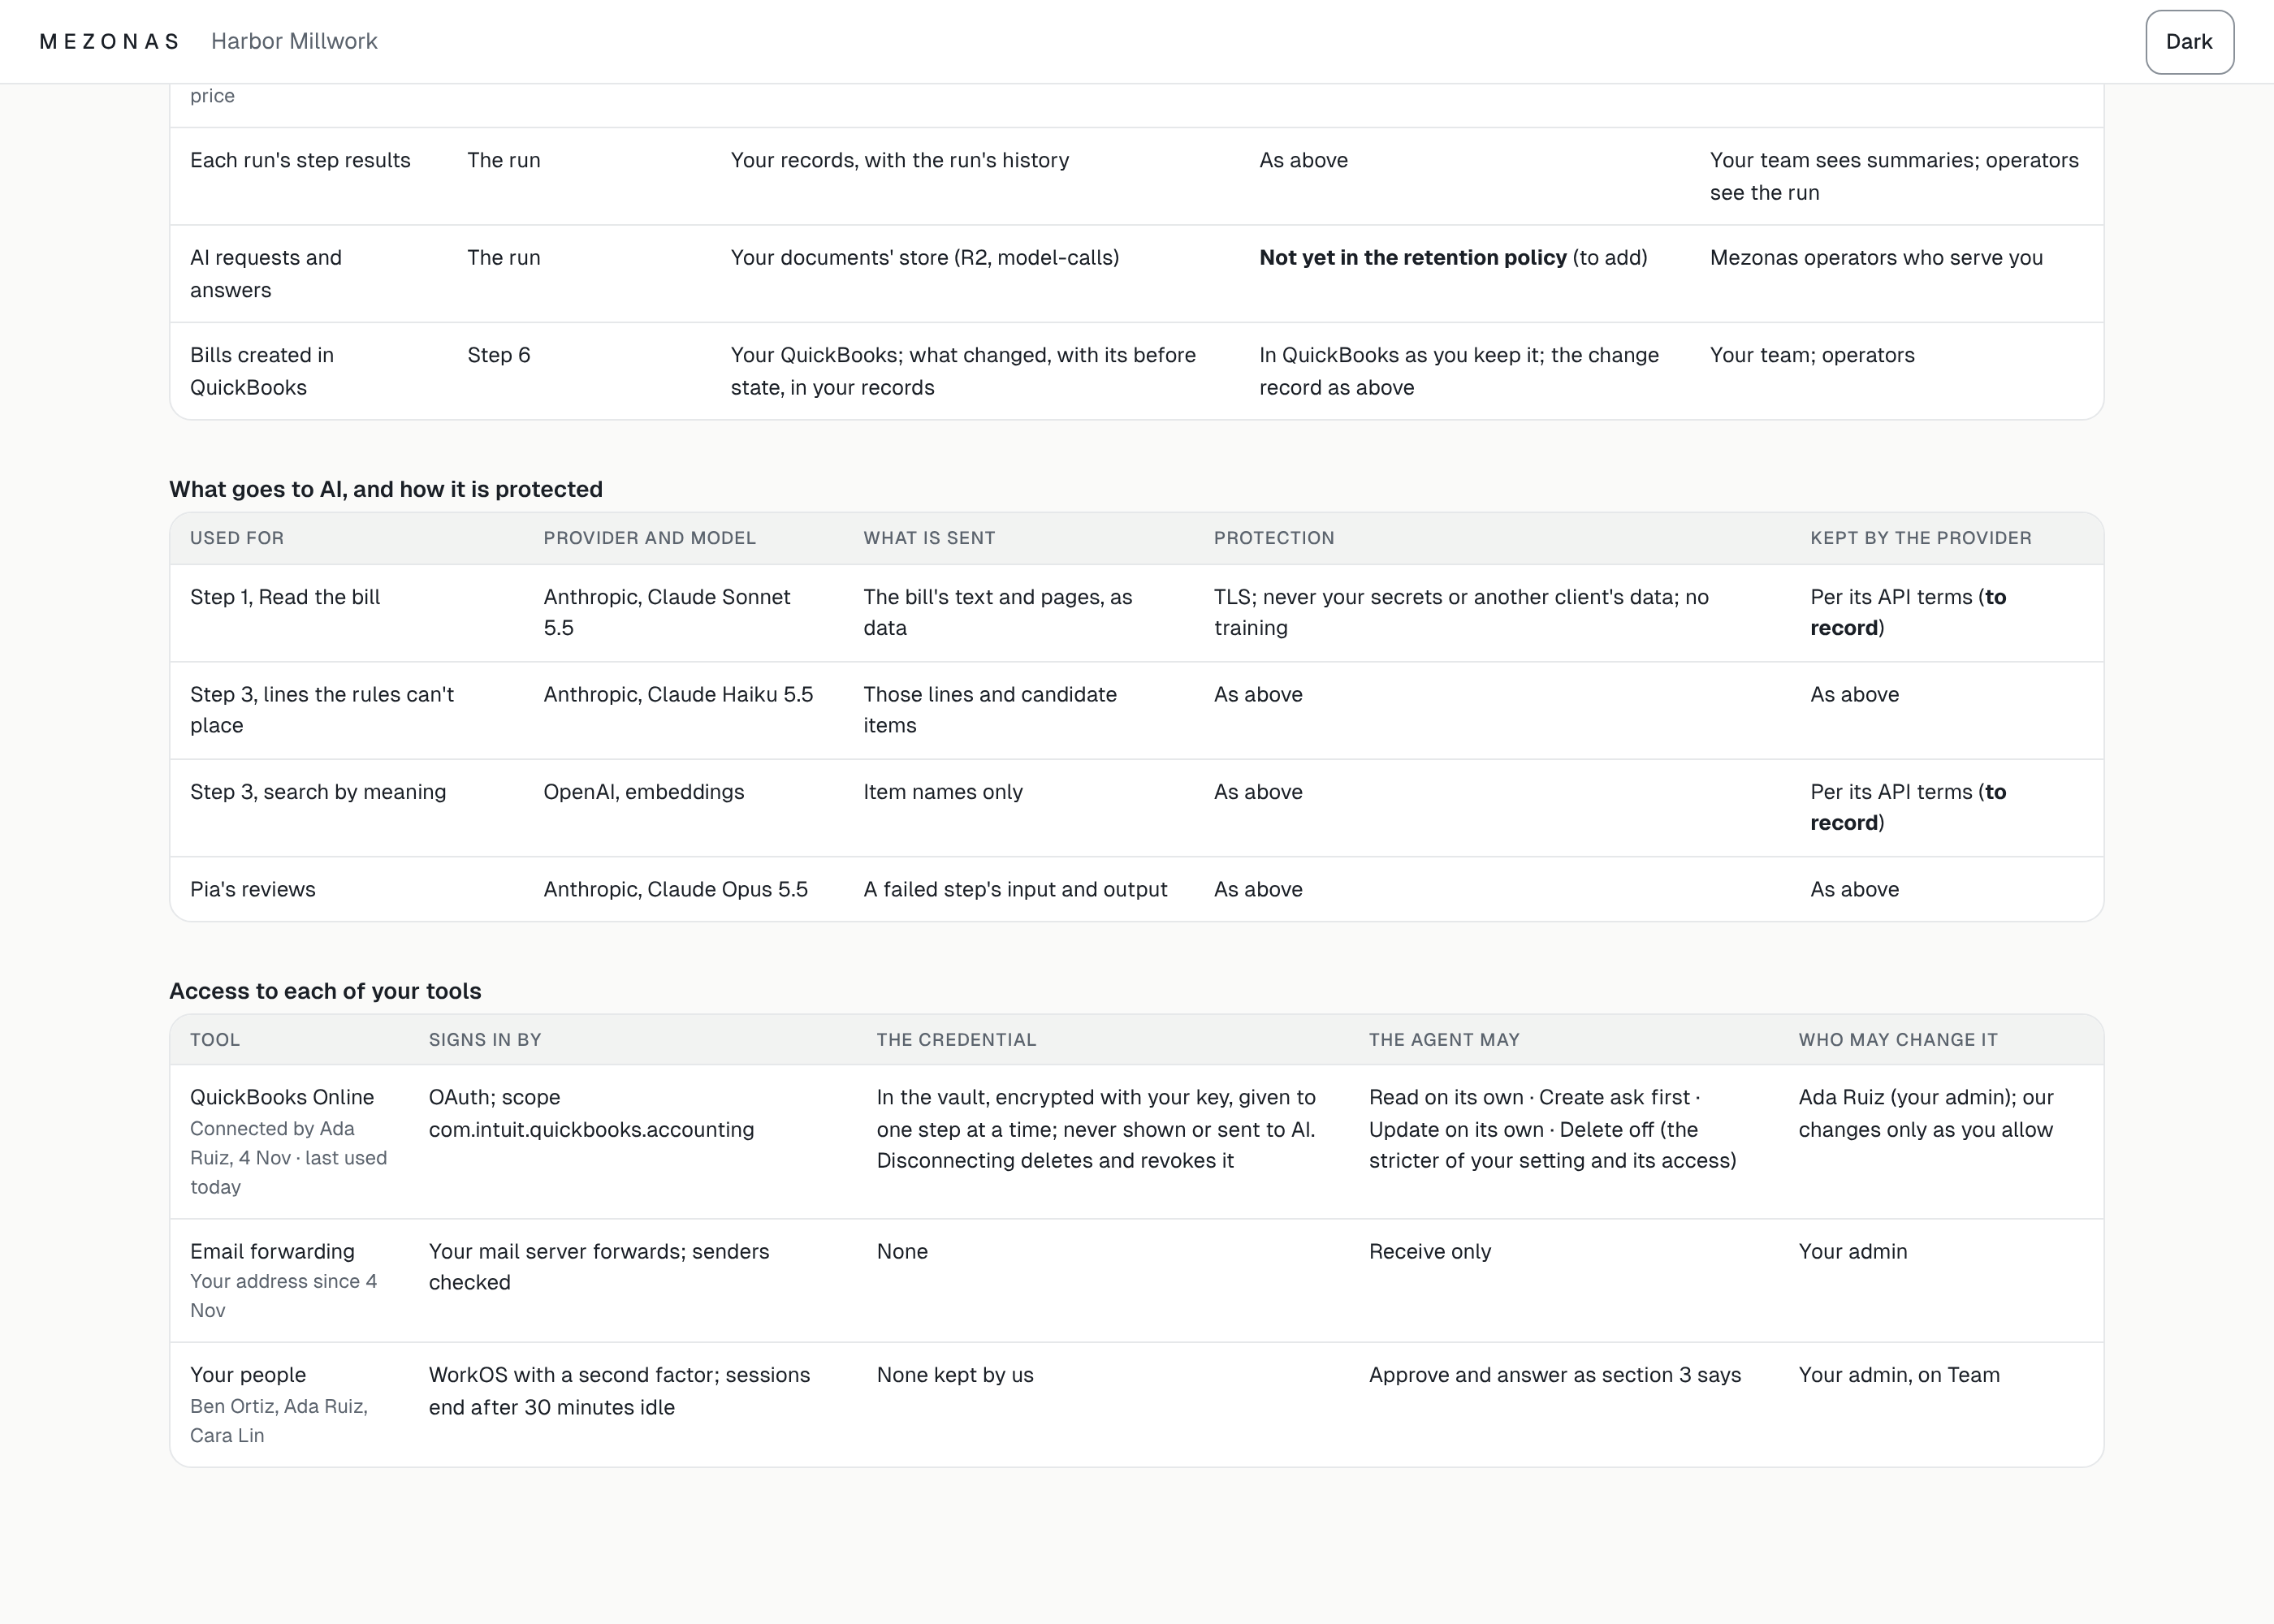 MEZONAS Harbor Millwork Dark
price
Each run's step results The run Your records, with the run's history As above Your team sees summaries; operators
see the run
AI requests and The run Your documents' store (R2, model-calls) Not yet in the retention policy (to add) Mezonas operators who serve you
answers
Bills created in Step 6 Your QuickBooks; what changed, with its before In QuickBooks as you keep it; the change Your team; operators
QuickBooks state, in your records record as above
What goes to AI, and how it is protected
USED FOR PROVIDER AND MODEL WHAT IS SENT PROTECTION KEPT BY THE PROVIDER
Step 1, Read the bill Anthropic, Claude Sonnet The bill's text and pages, as TLS; never your secrets or another client's data; no Per its API terms (to
5.5 data training record)
Step 3, lines the rules can't Anthropic, Claude Haiku 5.5 Those lines and candidate As above As above
place items
Step 3, search by meaning OpenAI, embeddings Item names only As above Per its API terms (to
record)
Pia's reviews Anthropic, Claude Opus 5.5 A failed step's input and output As above As above
Access to each of your tools
TOOL SIGNS IN BY THE CREDENTIAL THE AGENT MAY WHO MAY CHANGE IT
QuickBooks Online OAuth; scope In the vault, encrypted with your key, given to Read on its own · Create ask first · Ada Ruiz (your admin); our
Connected by Ada com.intuit.quickbooks.accounting one step at a time; never shown or sent to AI. Update on its own · Delete off (the changes only as you allow
Ruiz, 4 Nov · last used Disconnecting deletes and revokes it stricter of your setting and its access)
today
Email forwarding Your mail server forwards; senders None Receive only Your admin
Your address since 4 checked
Nov
Your people WorkOS with a second factor; sessions None kept by us Approve and answer as section 3 says Your admin, on Team
Ben Ortiz, Ada Ruiz, end after 30 minutes idle
Cara Lin